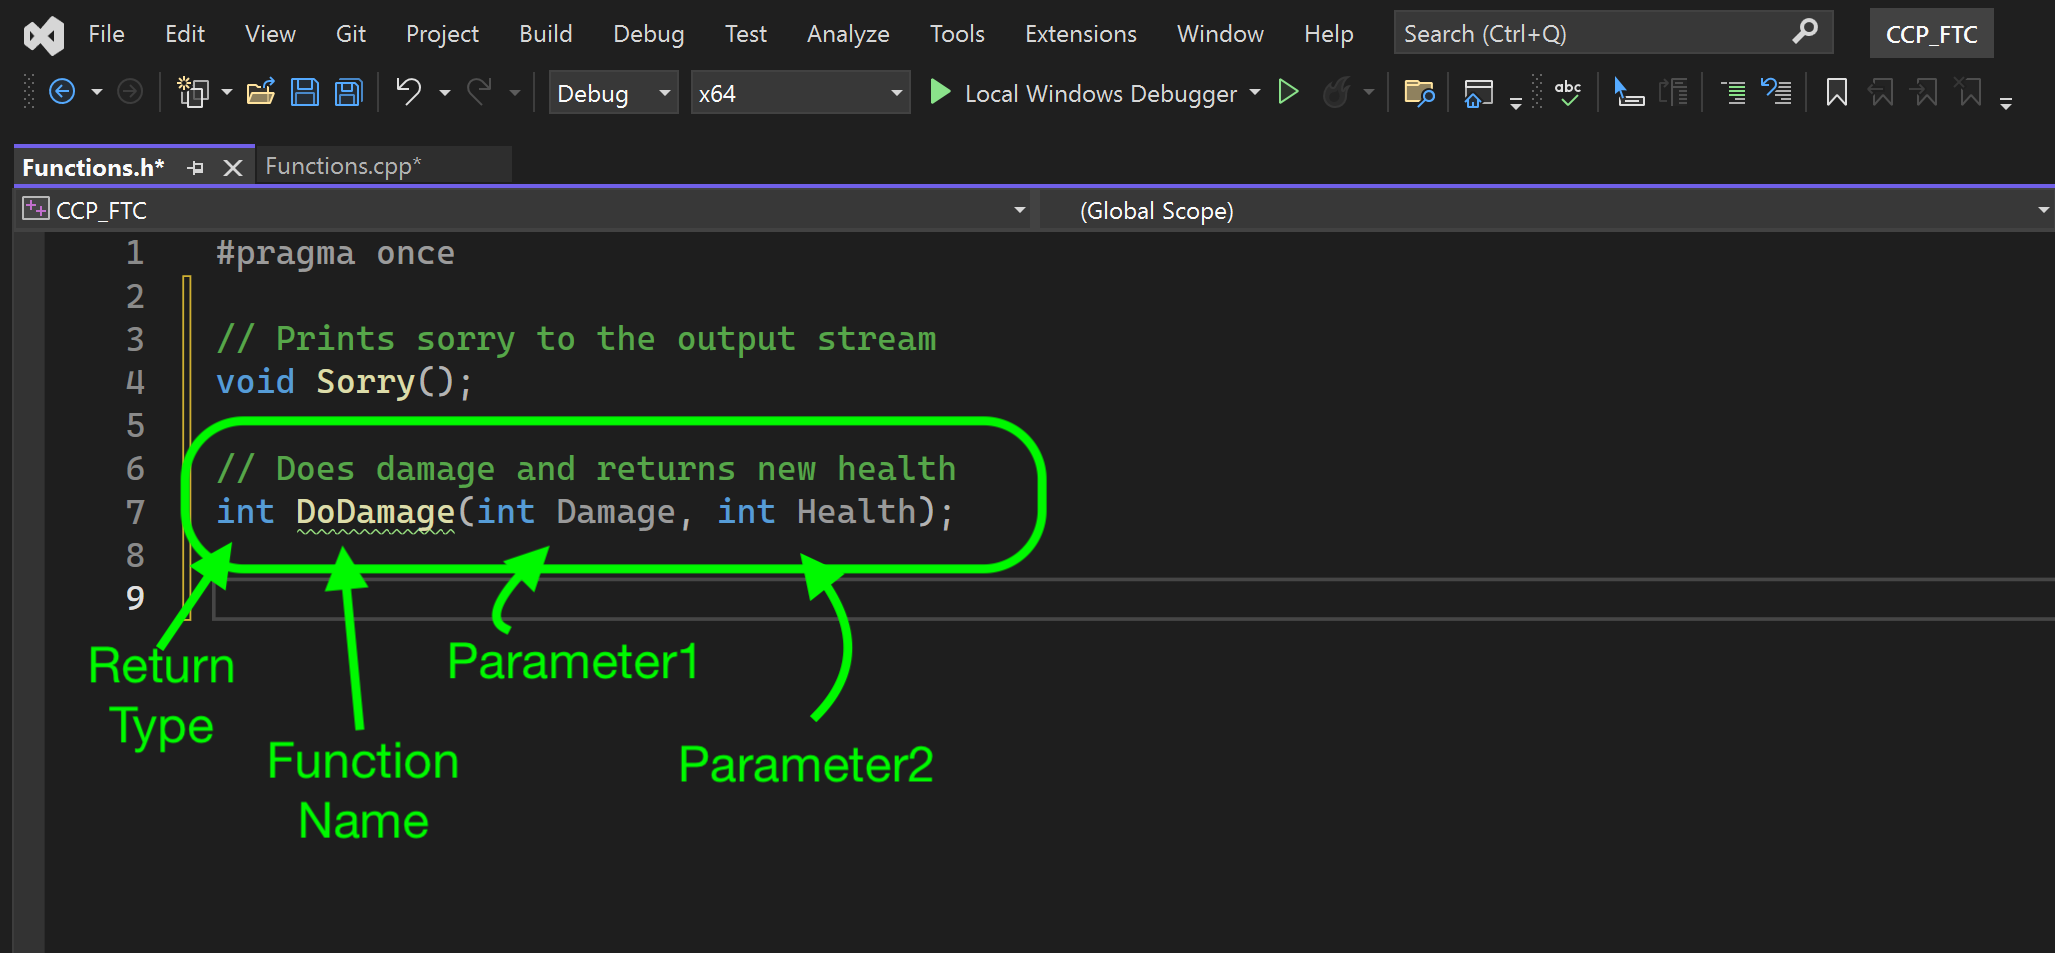 File Edit View Git Project Build Debug Test Analyze Tools Extensions Window Help Search (Ctrl+Q) CCP_FTC
Debug x64 Local Windows Debugger abc
Functions.h* Functions.cpp*
++ CCP_FTC (Global Scope)
1 #pragma once
2
3 // Prints sorry to the output stream
4 void Sorry();
5
6 // Does damage and returns new health
7 int DoDamage(int Damage, int Health);
8
9
Return
Type
Function
Name
Parameter1
Parameter2